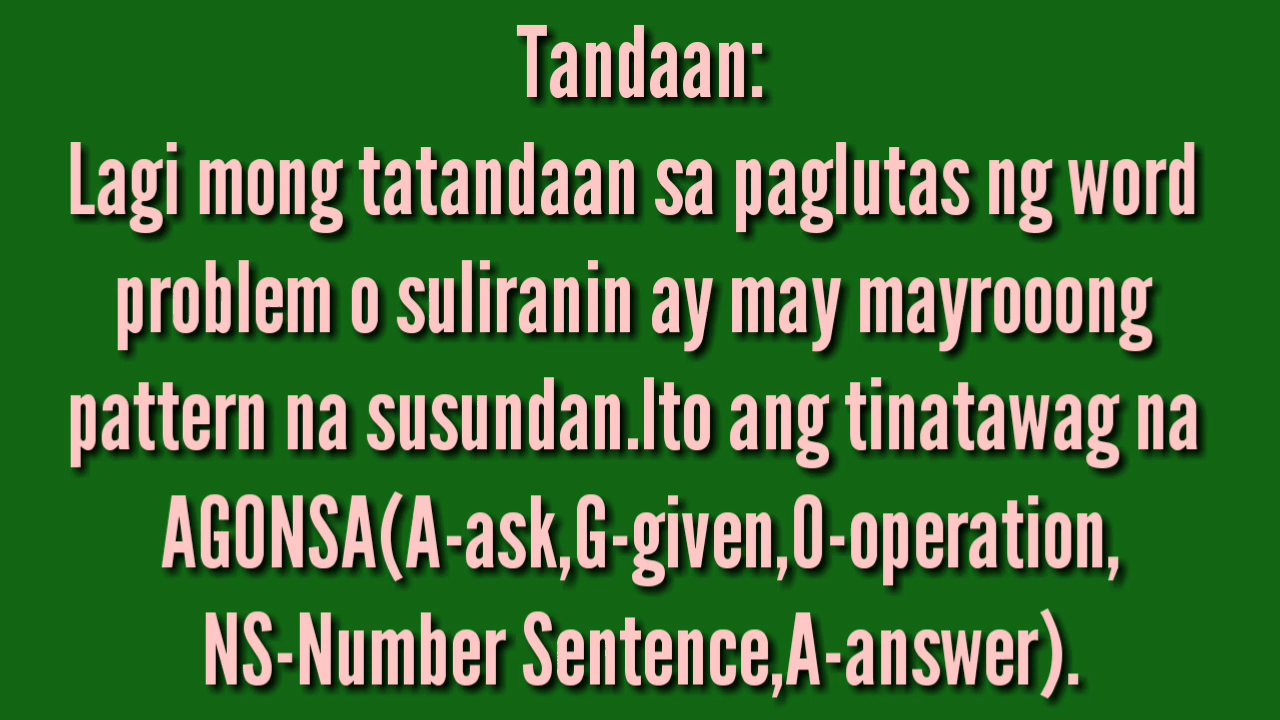 Tandaan:
Lagi mong tatandaan sa paglutas ng word
problem o suliranin ay may mayrooong
pattern na susundan.Ito ang tinatawag na
AGONSA(A-ask,G-given,O-operation,
NS-Number Sentence,A-answer).